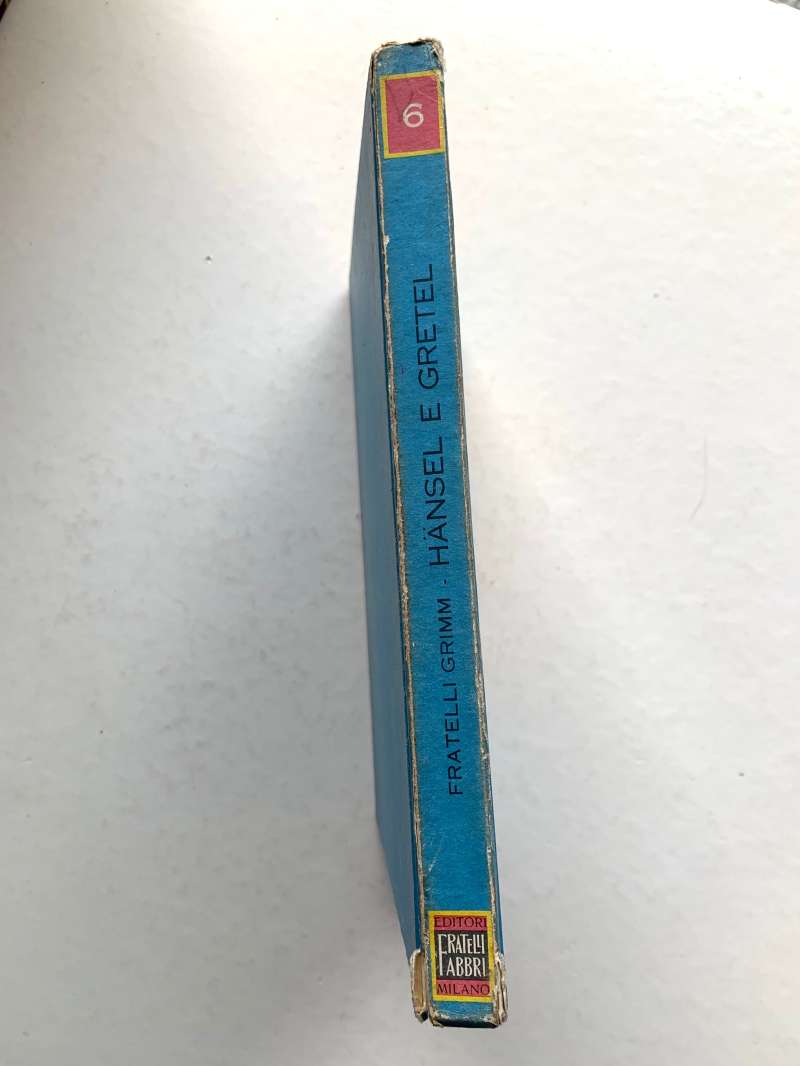 6
FRATELLI GRIMM - HÄNSEL E GRETEL
EDITORI
FRATELLI
FABBRI
MILANO